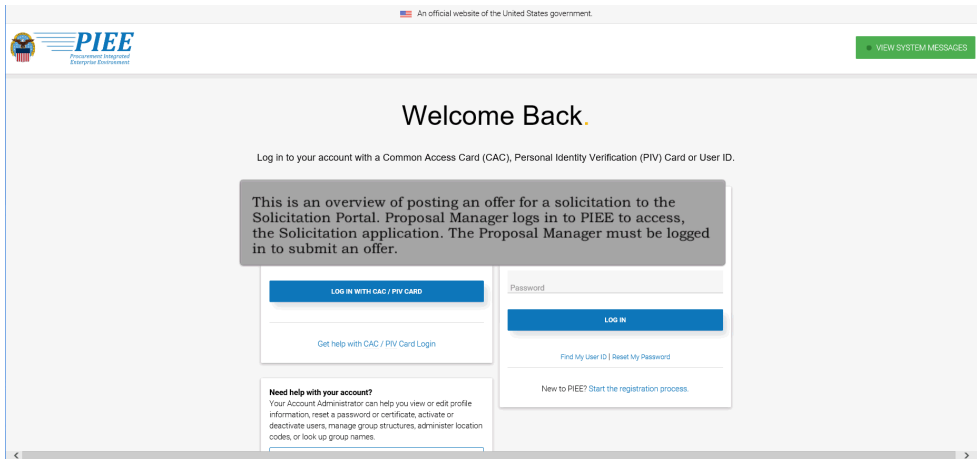 An official website of the United States government.
PIEE
Procurement Integrated
Enterprise Environment
VIEW SYSTEM MESSAGES
Welcome Back.
Log in to your account with a Common Access Card (CAC), Personal Identity Verification (PIV) Card or User ID.
This is an overview of posting an offer for a solicitation to the
Solicitation Portal. Proposal Manager logs in to PIEE to access,
the Solicitation application. The Proposal Manager must be logged
in to submit an offer.
LOG IN WITH CAC / PIV CARD
Get help with CAC / PIV Card Login
Password
LOG IN
Find My User ID | Reset My Password
New to PIEE? Start the registration process.
Need help with your account?
Your Account Administrator can help you view or edit profile
information, reset a password or certificate, activate or
deactivate users, manage group structures, administer location
codes, or look up group names.